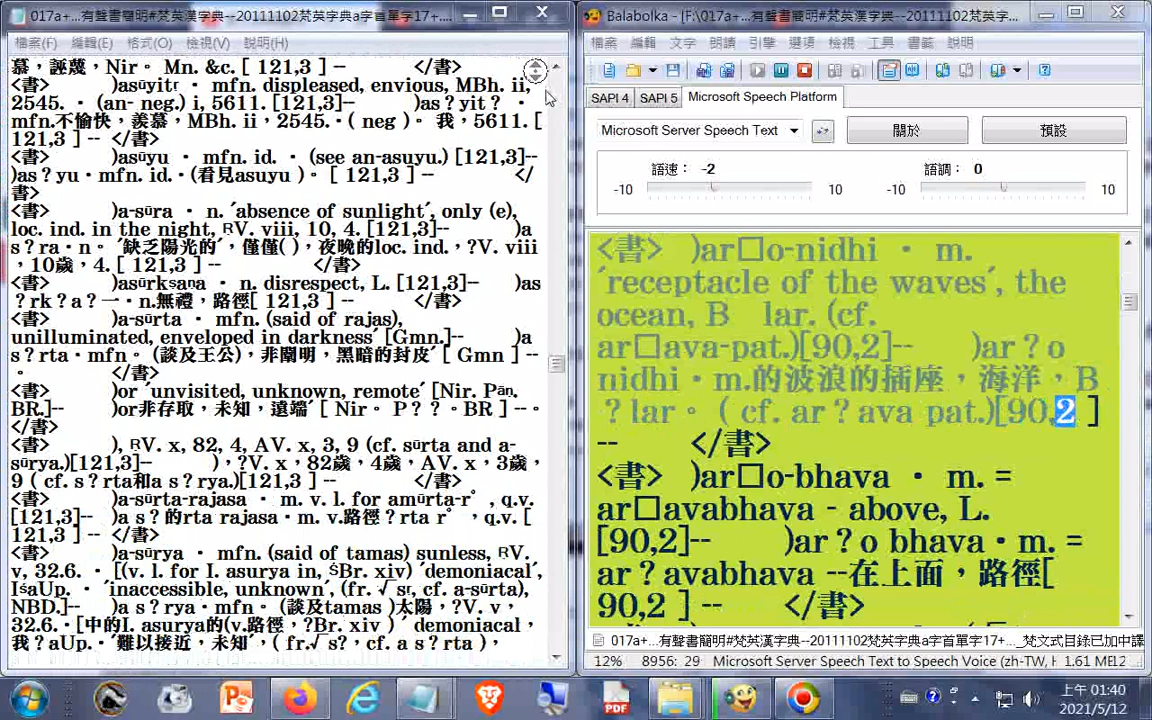 017a+...有聲書簡明#梵英漢字典--20111102梵英字典a字首單字17+...
檔案(F) 編輯(E) 格式(O) 檢視(V) 說明(H)
慕，誣蔑，Nir。 Mn. &c. [ 121,3 ] -- </書>
<書> )asūyitṛ • mfn. displeased, envious, MBh. ii,
2545. • (an- neg.) i, 5611. [121,3]-- )as ? yit ? •
mfn.不愉快，羨慕，MBh. ii，2545.•( neg )。 我，5611. [
121,3 ] -- </書>
<書> )asūyu • mfn. id. • (see an-asuyu.) [121,3]--
)as ? yu•mfn. id.•(看見asuyu )。 [ 121,3 ] -- </
書>
<書> )a-sūra • n. 'absence of sunlight', only (e),
loc. ind. in the night, RV. viii, 10, 4. [121,3]-- )a
s ? ra•n。'缺乏陽光的'，僅僅( )，夜晚的loc. ind.，?V. viii
，10歲，4. [ 121,3 ] -- </書>
<書> )asūrkṣaṇa • n. disrespect, L. [121,3]-- )as
? rk ? a ? 一•n.無禮，路徑[ 121,3 ] -- </書>
<書> )a-sūrta • mfn. (said of rajas),
unilluminated, enveloped in darkness' [Gmn.]-- )a
s ? rta•mfn。 (談及王公)，非闡明，黑暗的封皮' [ Gmn ] --
。 </書>
<書> )or 'unvisited, unknown, remote' [Nir. Pān.
BR.]-- )or非存取，未知，遠端' [ Nir。 P ? ?。BR ] --。
</書>
<書> ), RV. x, 82, 4, AV. x, 3, 9 (cf. sūrta and a-
sūrya.)[121,3]-- )，?V. x，82歲，4歲，AV. x，3歲，
9 ( cf. s ? rta和a s ? rya.)[121,3 ] -- </書>
<書> )a-sūrta-rajasa • m. v. l. for amūrta-r°, q.v.
[121,3]-- )a s ? 的rta rajasa•m. v.路徑 ? rta r°，q.v. [
121,3 ] -- </書>
<書> )a-sūrya • mfn. (said of tamas) sunless, RV.
v, 32.6. • [(v. l. for I. asurya in, ŚBr. xiv) 'demoniacal',
IśaUp. • 'inaccessible, unknown', (fr. √ sṛ, cf. a-sūrta),
NBD.]-- )a s ? rya•mfn。 (談及tamas )太陽，?V. v，
32.6.•[中的I. asurya的(v.路徑，?Br. xiv ) ' demoniacal，
我 ? aUp.•'難以接近，未知'，( fr.√ s?，cf. a s ? rta )，
Balabolka - [F:\017a+...有聲書簡明#梵英漢字典--20111102梵英字...
檔案 編輯 文字 朗讀 引擎 選項 檢視 工具 書籤 說明
SAPI 4 SAPI 5 Microsoft Speech Platform
Microsoft Server Speech Text 關於 預設
語速： -2 語調： 0
-10 10 -10 10
<書> )ar□o-nidhi • m.
'receptacle of the waves', the
ocean, B lar. (cf.
ar□ava-pat.)[90,2]-- )ar ? o
nidhi•m.的波浪的插座，海洋，B
? lar。 ( cf. ar ? ava pat.)[90,2 ]
-- </書>
<書> )ar□o-bhava • m. =
ar□avabhava - above, L.
[90,2]-- )ar ? o bhava•m. =
ar ? avabhava --在上面，路徑[
90,2 ] -- </書>
017a+...有聲書簡明#梵英漢字典--20111102梵英字典a字首單字17+..._梵文式目錄已加中譯
12% 8956: 29 Microsoft Server Speech Text to Speech Voice (zh-TW, H 1.61 ME12
上午 01:40
2021/5/12